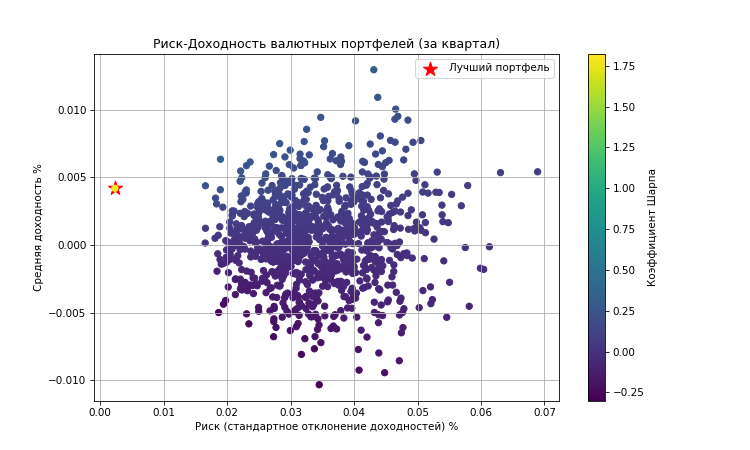 Риск-Доходность валютных портфелей (за квартал)
Лучший портфель
Средняя доходность %
0.010
0.005
0.000
−0.005
−0.010
0.00 0.01 0.02 0.03 0.04 0.05 0.06 0.07
Риск (стандартное отклонение доходностей) %
1.75
1.50
1.25
1.00
0.75
0.50
0.25
0.00
−0.25
Коэффициент Шарпа